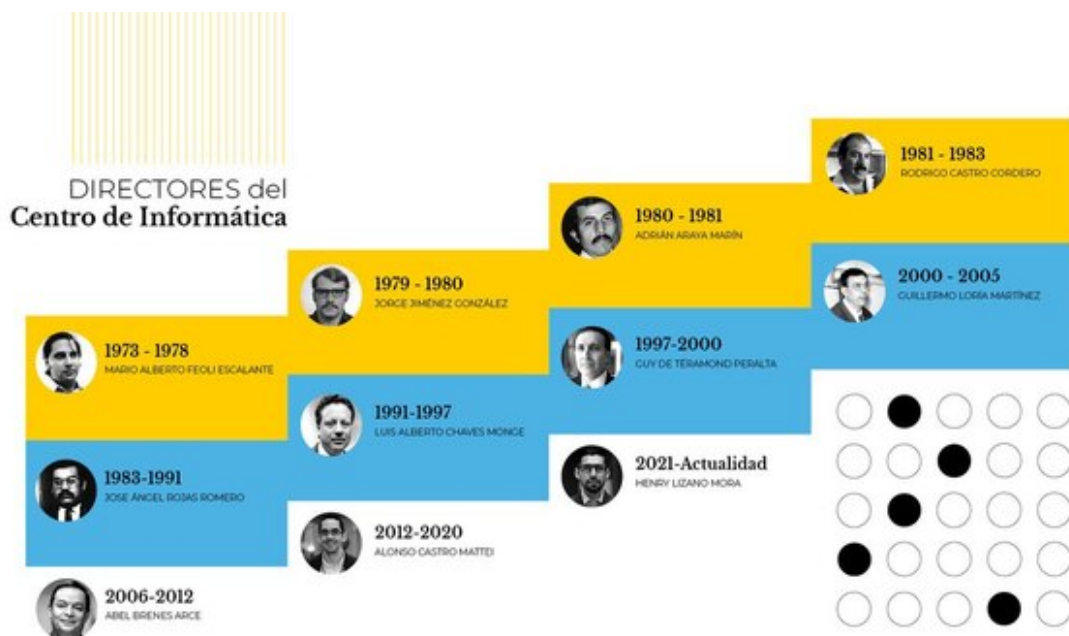 DIRECTORES del
Centro de Informática
1973 - 1978
MARIO ALBERTO FEOLI ESCALANTE
1979 - 1980
JORGE JIMÉNEZ GONZÁLEZ
1980 - 1981
ADRIÁN ARAYA MARÍN
1981 - 1983
RODRIGO CASTRO CORDERO
1983-1991
JOSE ÁNGEL ROJAS ROMERO
1991-1997
LUIS ALBERTO CHAVES MONGE
1997-2000
GUY DE TÉRAMOND PERALTA
2000 - 2005
GUILLERMO LORÍA MARTÍNEZ
2006-2012
ABEL BRENES ARCE
2012-2020
ALONSO CASTRO MATTEI
2021-Actualidad
HENRY LIZANO MORA